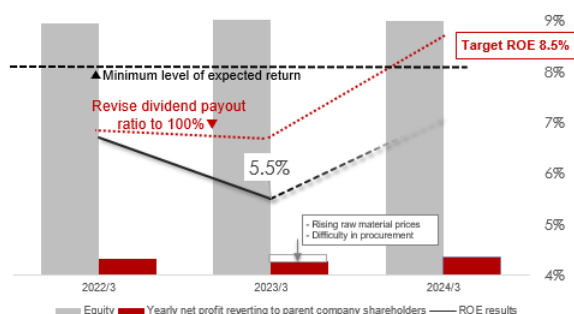 9%
Target ROE 8.5%
8%
▲Minimum level of expected return
Revise dividend payout
ratio to 100%▼
7%
5.5%
6%
- Rising raw material prices
- Difficulty in procurement
5%
4%
2022/3
2023/3
2024/3
Equity
Yearly net profit reverting to parent company shareholders
ROE results